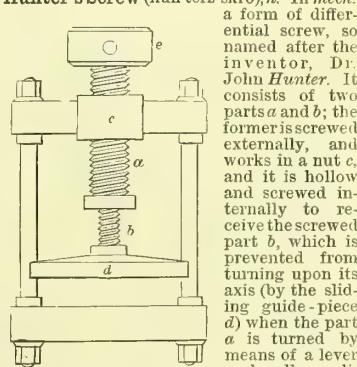 Hunter's Screw (hun'térz skrö), n. In mech.
a form of differ-
ential screw, so
named after the
inventor, Dr.
John Hunter. It
consists of two
parts a and b; the
former is screwed
externally, and
works in a nut c,
and it is hollow
and screwed in-
ternally to re-
ceive the screwed
part b, which is
prevented from
turning upon its
axis (by the slid-
ing guide-piece
d) when the part
a is turned by
means of a lever
e
c
a
b
d